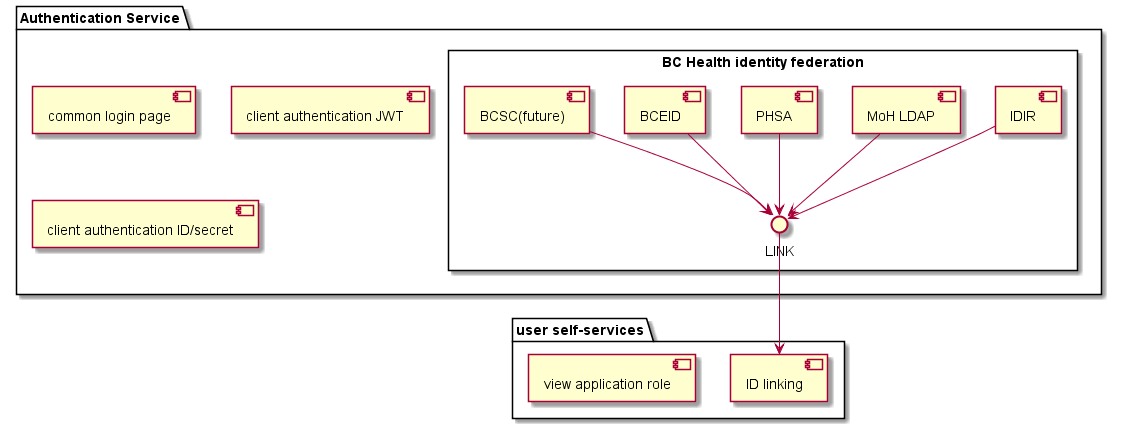 Authentication Service
BC Health identity federation
common login page
client authentication JWT
BCSC(future)
BCEID
PHSA
MoH LDAP
IDIR
client authentication ID/secret
LINK
user self-services
view application role
ID linking